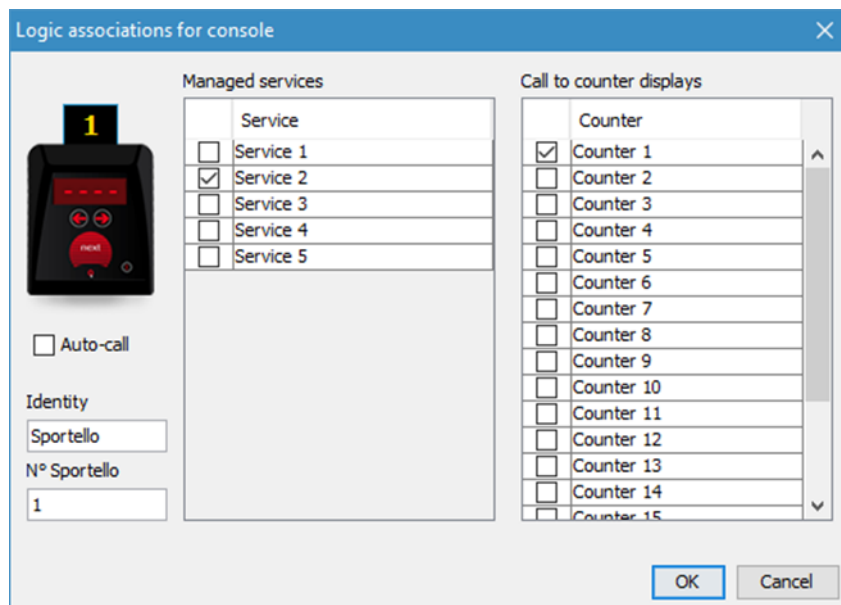 Logic associations for console
Managed services
Call to counter displays
1
next
Service
Service 1
Service 2
Service 3
Service 4
Service 5
Counter
Counter 1
Counter 2
Counter 3
Counter 4
Counter 5
Counter 6
Counter 7
Counter 8
Counter 9
Counter 10
Counter 11
Counter 12
Counter 13
Counter 14
Counter 15
Auto-call
Identity
Sportello
N° Sportello
1
OK
Cancel